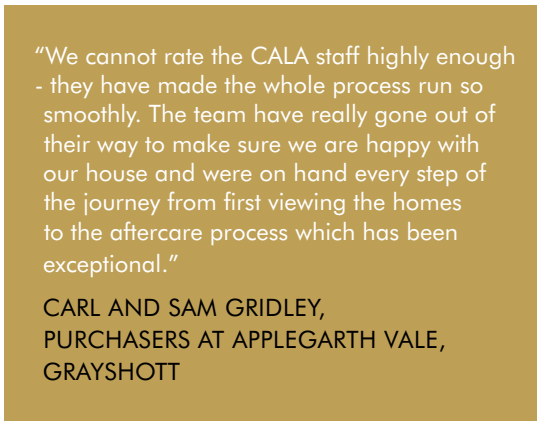 “We cannot rate the CALA staff highly enough
- they have made the whole process run so
smoothly. The team have really gone out of
their way to make sure we are happy with
our house and were on hand every step of
the journey from first viewing the homes
to the aftercare process which has been
exceptional.”
CARL AND SAM GRIDLEY,
PURCHASERS AT APPLEGARTH VALE,
GRAYSHOTT